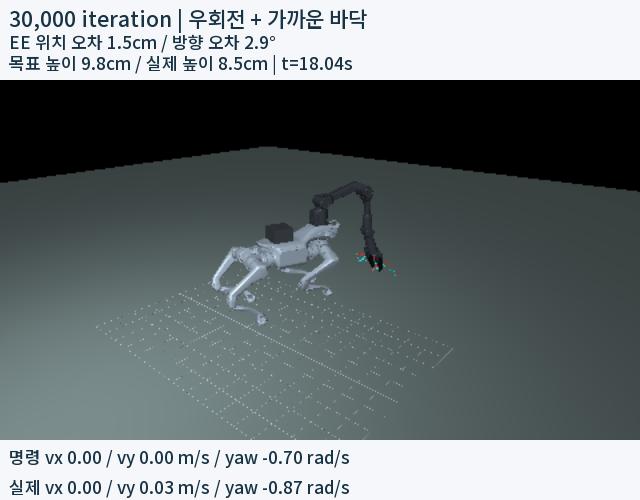 30,000 iteration | 우회전 + 가까운 바닥
EE 위치 오차 1.5cm / 방향 오차 2.9°
목표 높이 9.8cm / 실제 높이 8.5cm | t=18.04s
명령 vx 0.00 / vy 0.00 m/s / yaw -0.70 rad/s
실제 vx 0.00 / vy 0.03 m/s / yaw -0.87 rad/s